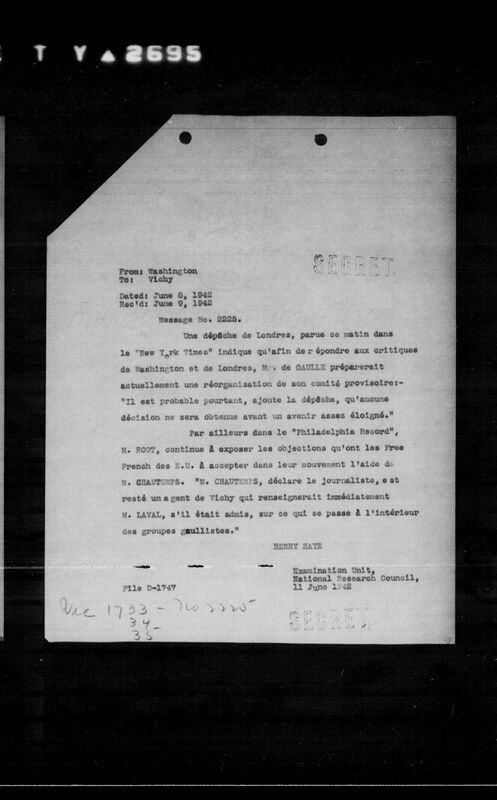 T Y ▲ 2695
SECRET
From: Washington
To: Vichy
Dated: June 8, 1942
Rec'd: June 9, 1942
Message No. 2225.
Une dépêche de Londres, parue ce matin dans
le "New York Times" indique qu'afin de répondre aux critiques
de Washington et de Londres, M. de GAULLE préparerait
actuellement une réorganisation de son comité provisoire:-
"Il est probable pourtant, ajoute la dépêche, qu'aucune
décision ne sera obtenue avant un avenir assez éloigné."
Par ailleurs dans le "Philadelphia Record",
M. ROOT, continue à exposer les objections qu'ont les Free
French des E.U. à accepter dans leur mouvement l'aide de
M. CHAUTEMPS. "M. CHAUTEMPS, déclare le journaliste, est
resté un agent de Vichy qui renseignerait immédiatement
M. LAVAL, s'il était admis, sur ce qui se passe à l'intérieur
des groupes gaullistes."
HENRY HAYE
Examination Unit,
National Research Council,
11 June 1942
File D-1747
Vic 1733 - No 2225
34-
35
SECRET